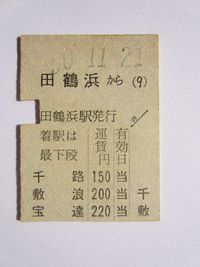 0 11 21
田鶴浜から (9)
田鶴浜駅発行
着駅は 運賃 有効
最下段 円 日
千 路 150 当
敷 浪 200 当 千
宝 達 220 当 敷